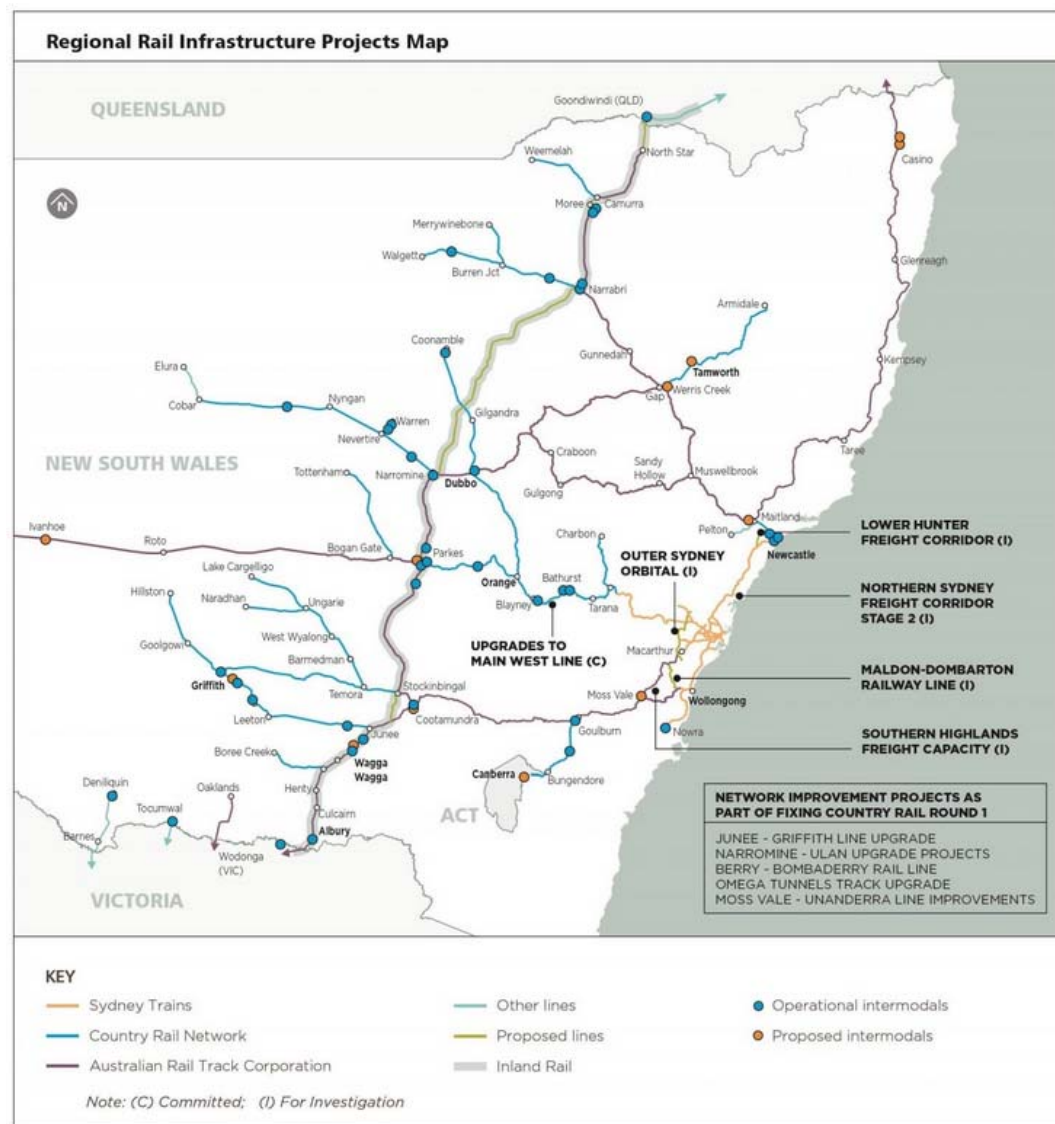 Regional Rail Infrastructure Projects Map
QUEENSLAND
Goondiwindi (QLD)
North Star
Weemelah
Casino
Moree
Camurra
Merrywinebone
Walgett
Burren Jct
Glenreagh
Narrabri
Armidale
Coonamble
Gunnedah
Kempsey
Elura
Tamworth
Werris Creek
Gap
Cobar
Nyngan
Warren
Gilgandra
Nevertire
Taree
NEW SOUTH WALES
Craboon
Sandy
Hollow
Muswellbrook
Tottenham
Narromine
Dubbo
Gulgong
Ivanhoe
Maitland
Pelton
LOWER HUNTER
FREIGHT CORRIDOR (I)
Roto
Charbon
Newcastle
Bogan Gate
Parkes
OUTER SYDNEY
ORBITAL (I)
Lake Cargelligo
Orange
Bathurst
Hillston
Naradhan
Ungarie
Blayney
Tarana
NORTHERN SYDNEY
FREIGHT CORRIDOR
STAGE 2 (I)
West Wyalong
UPGRADES TO
MAIN WEST LINE (C)
Goolgowi
Macarthur
Barmedman
MALDON-DOMBARTON
RAILWAY LINE (I)
Griffith
Temora
Stockinbingal
Moss Vale
Wollongong
Leeton
Cootamundra
Junee
Goulburn
Nowra
SOUTHERN HIGHLANDS
FREIGHT CAPACITY (I)
Boree Creek
Wagga
Wagga
Canberra
Bungendore
Deniliquin
Oaklands
Henty
Tocumwal
Culcairn
ACT
Barnes
Albury
Wodonga
(VIC)
VICTORIA
NETWORK IMPROVEMENT PROJECTS AS
PART OF FIXING COUNTRY RAIL ROUND 1
JUNEE - GRIFFITH LINE UPGRADE
NARROMINE - ULAN UPGRADE PROJECTS
BERRY - BOMBADERRY RAIL LINE
OMEGA TUNNELS TRACK UPGRADE
MOSS VALE - UNANDERRA LINE IMPROVEMENTS
N
KEY
Sydney Trains
Other lines
Operational intermodals
Country Rail Network
Proposed lines
Proposed intermodals
Australian Rail Track Corporation
Inland Rail
Note: (C) Committed; (I) For Investigation